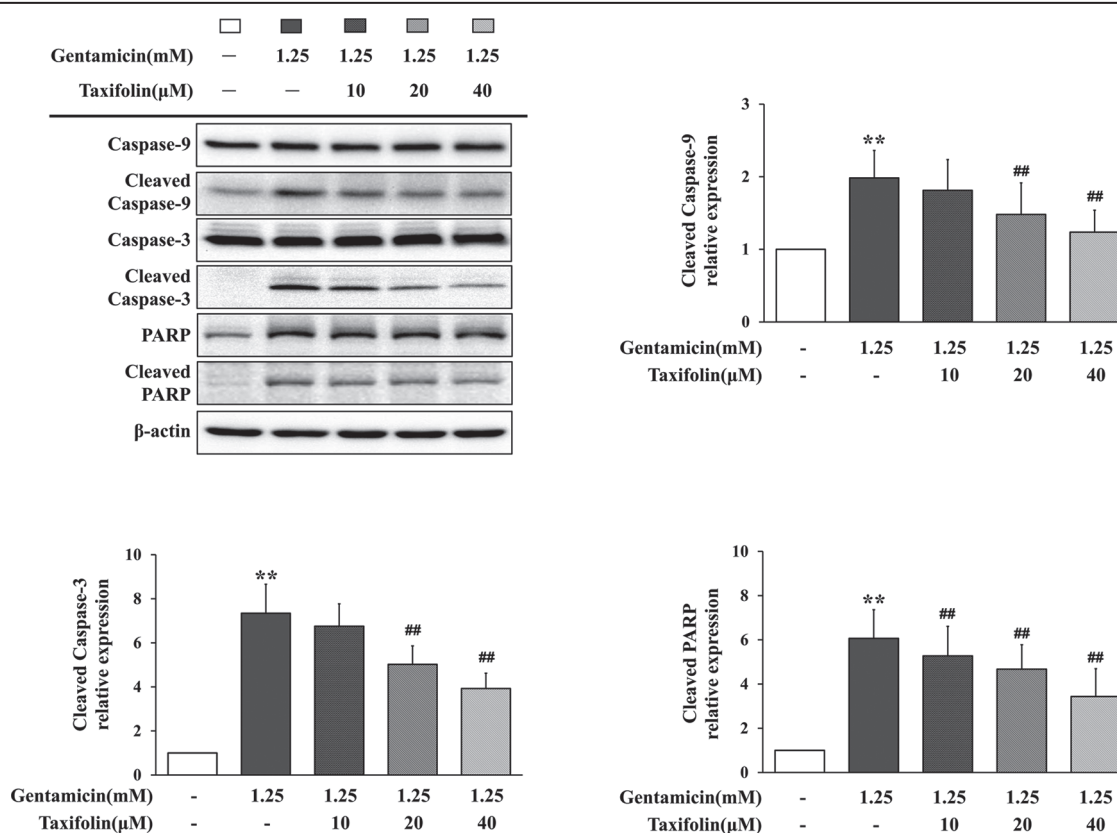 Gentamicin(mM) – 1.25 1.25 1.25 1.25
Taxifolin(μM) – – 10 20 40
Caspase-9
Cleaved
Caspase-9
Caspase-3
Cleaved
Caspase-3
PARP
Cleaved
PARP
β-actin
Cleaved Caspase-9
relative expression
3
2
1
0
**
##
##
Gentamicin(mM) - 1.25 1.25 1.25 1.25
Taxifolin(μM) - - 10 20 40
Cleaved Caspase-3
relative expression
10
8
6
4
2
0
**
##
##
Gentamicin(mM) - 1.25 1.25 1.25 1.25
Taxifolin(μM) - - 10 20 40
Cleaved PARP
relative expression
10
8
6
4
2
0
**
##
##
##
Gentamicin(mM) - 1.25 1.25 1.25 1.25
Taxifolin(μM) - - 10 20 40